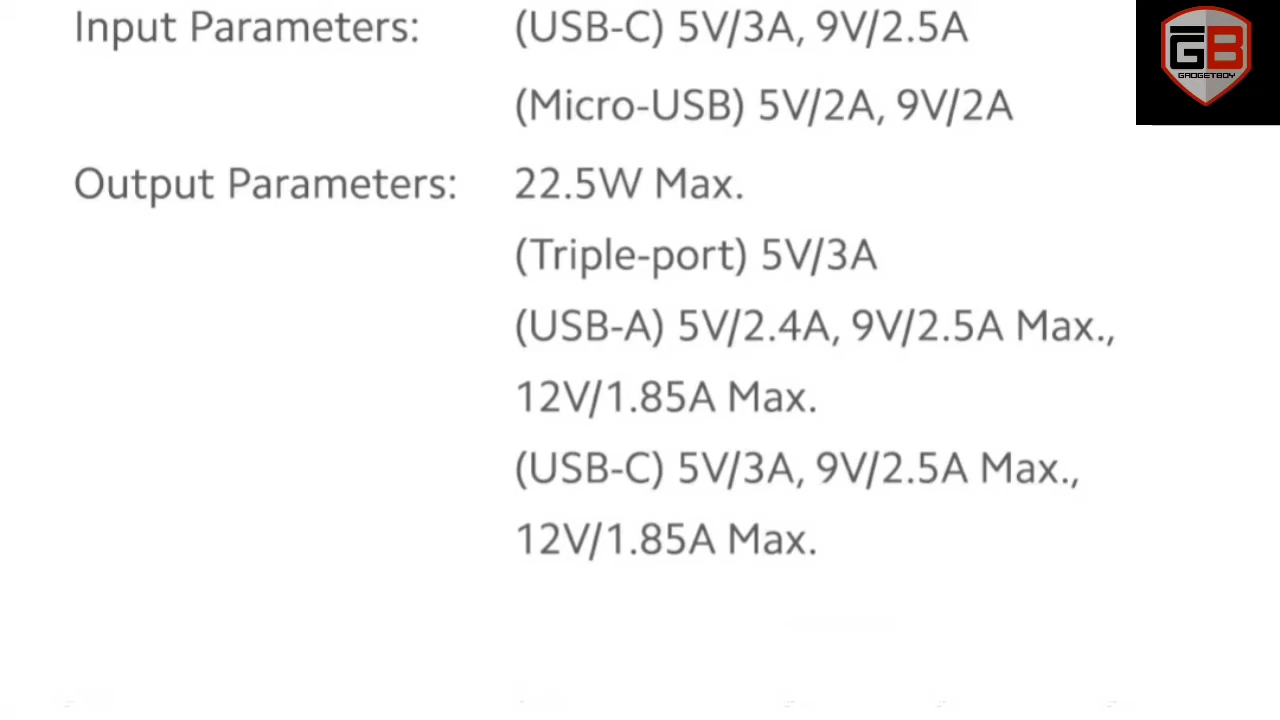 Input Parameters: (USB-C) 5V/3A, 9V/2.5A
(Micro-USB) 5V/2A, 9V/2A
Output Parameters: 22.5W Max.
(Triple-port) 5V/3A
(USB-A) 5V/2.4A, 9V/2.5A Max.,
12V/1.85A Max.
(USB-C) 5V/3A, 9V/2.5A Max.,
12V/1.85A Max.
GB
GADGETBOY